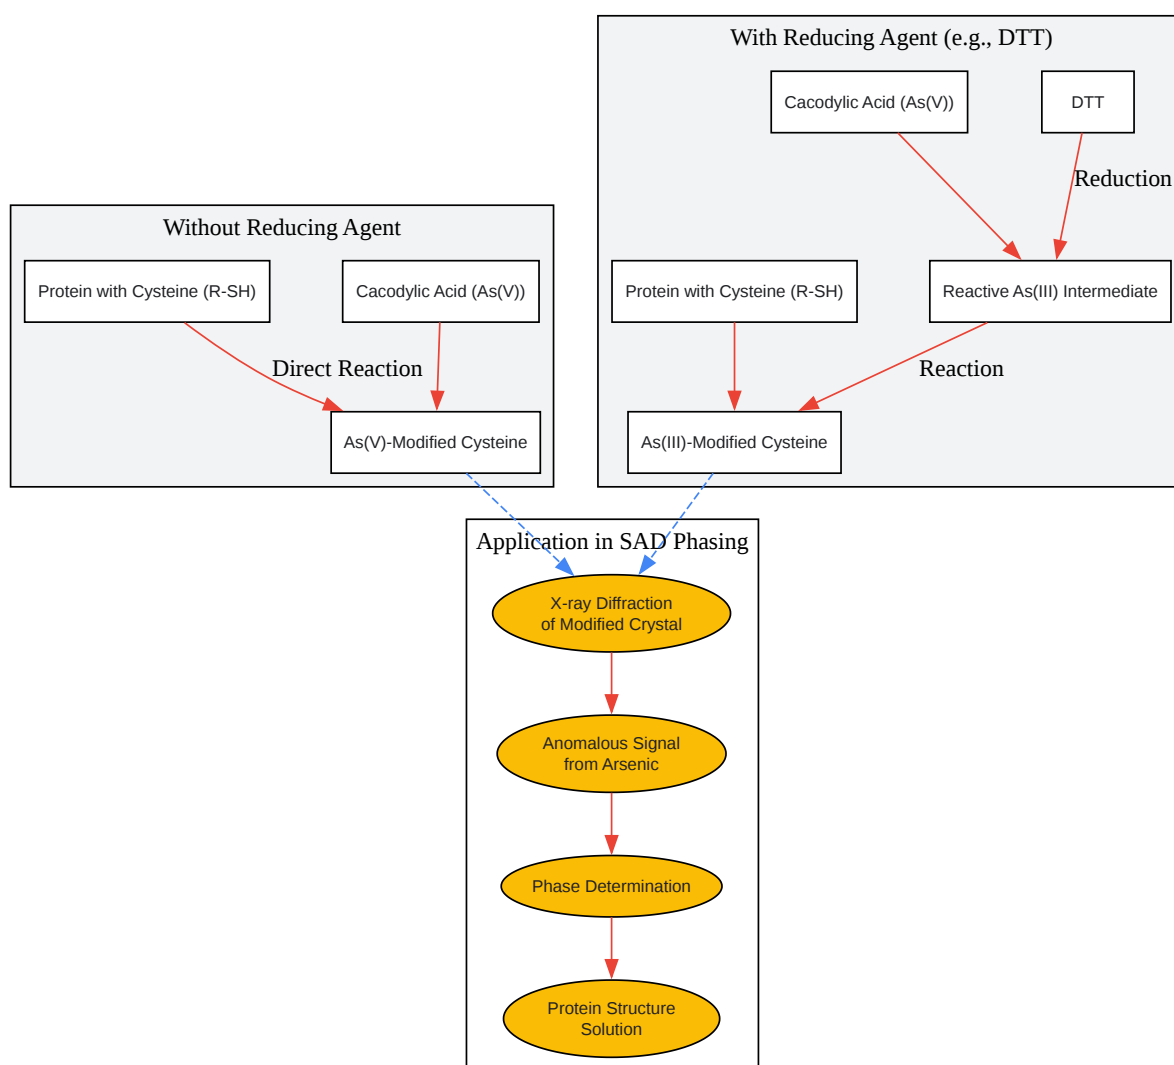 With Reducing Agent (e.g., DTT)
Cacodylic Acid (As(V))
DTT
Reduction
Without Reducing Agent
Protein with Cysteine (R-SH)
Cacodylic Acid (As(V))
Protein with Cysteine (R-SH)
Reactive As(III) Intermediate
Direct Reaction
Reaction
As(V)-Modified Cysteine
As(III)-Modified Cysteine
Application in SAD Phasing
X-ray Diffraction
of Modified Crystal
Anomalous Signal
from Arsenic
Phase Determination
Protein Structure
Solution